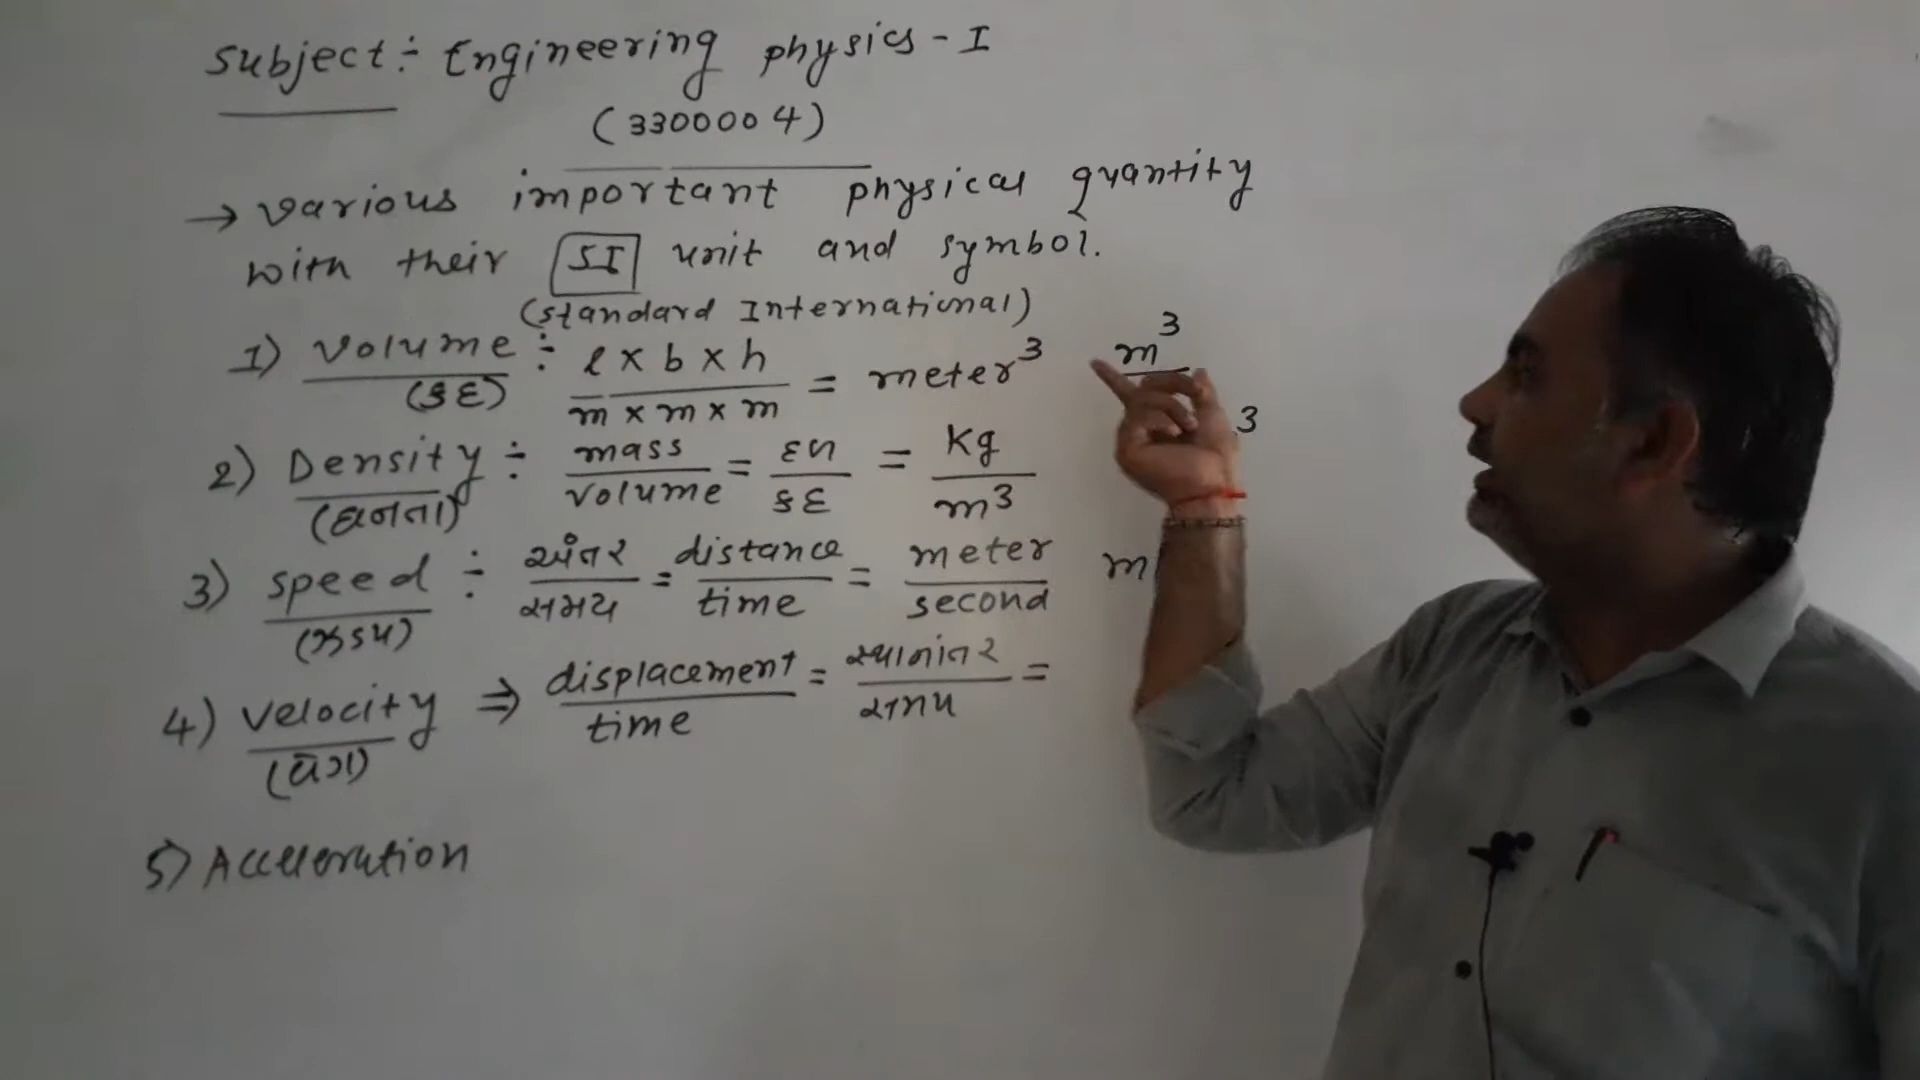 Subject :- Engineering physics - I
(3300004)
→ various important physical quantity
with their SI unit and symbol.
(standard International)
1) Volume ÷ l x b x h / m x m x m = meter³ m³
(કદ)
2) Density ÷ mass / volume = દળ / કદ = Kg / m³ 3
(ઘનતા)
3) speed ÷ અંતર / સમય = distance / time = meter / second m
(ઝડપ)
4) velocity ⇒ displacement / time = સ્થાનાંતર / સમય =
(વેગ)
5) Acceleration